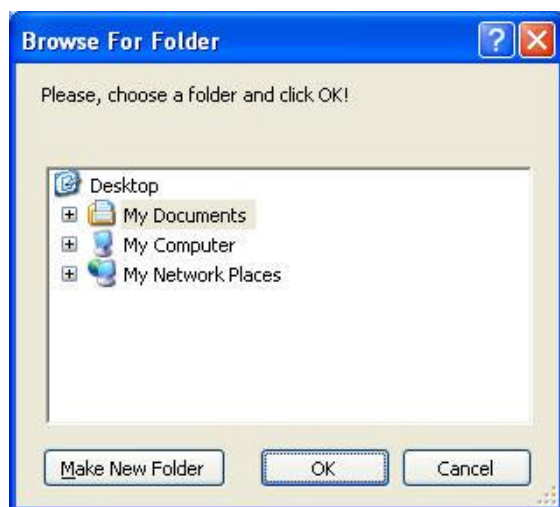 Browse For Folder
Please, choose a folder and click OK!
Desktop
My Documents
My Computer
My Network Places
Make New Folder OK Cancel